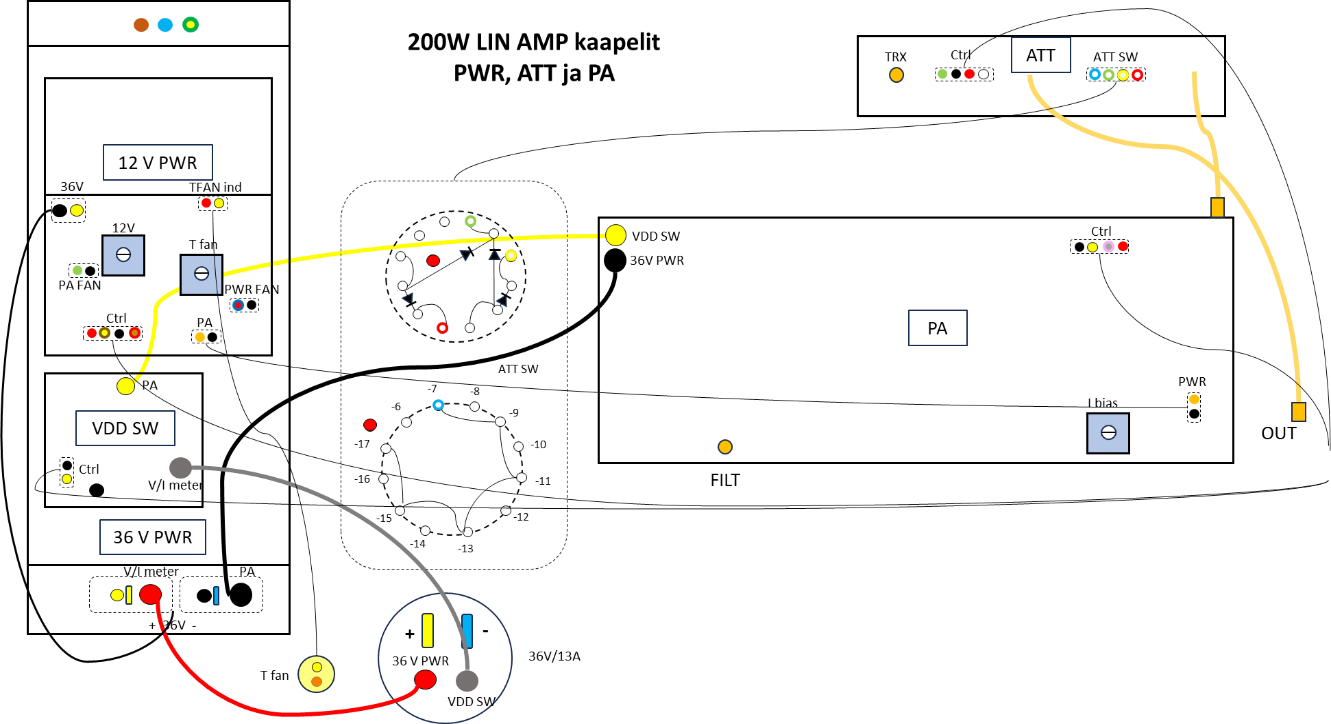 200W LIN AMP kaapelit
PWR, ATT ja PA
TRX
Ctrl
ATT
ATT SW
12 V PWR
36V
TFAN ind
12V
T fan
PA FAN
PWR FAN
Ctrl
PA
VDD SW
36V PWR
Ctrl
PA
PWR
I bias
OUT
FILT
ATT SW
PA
VDD SW
Ctrl
V/I meter
36 V PWR
V/I meter
PA
+ 36V -
-7
-8
-6
-9
-17
-10
-16
-11
-15
-12
-14
-13
+
-
36 V PWR
36V/13A
VDD SW
T fan